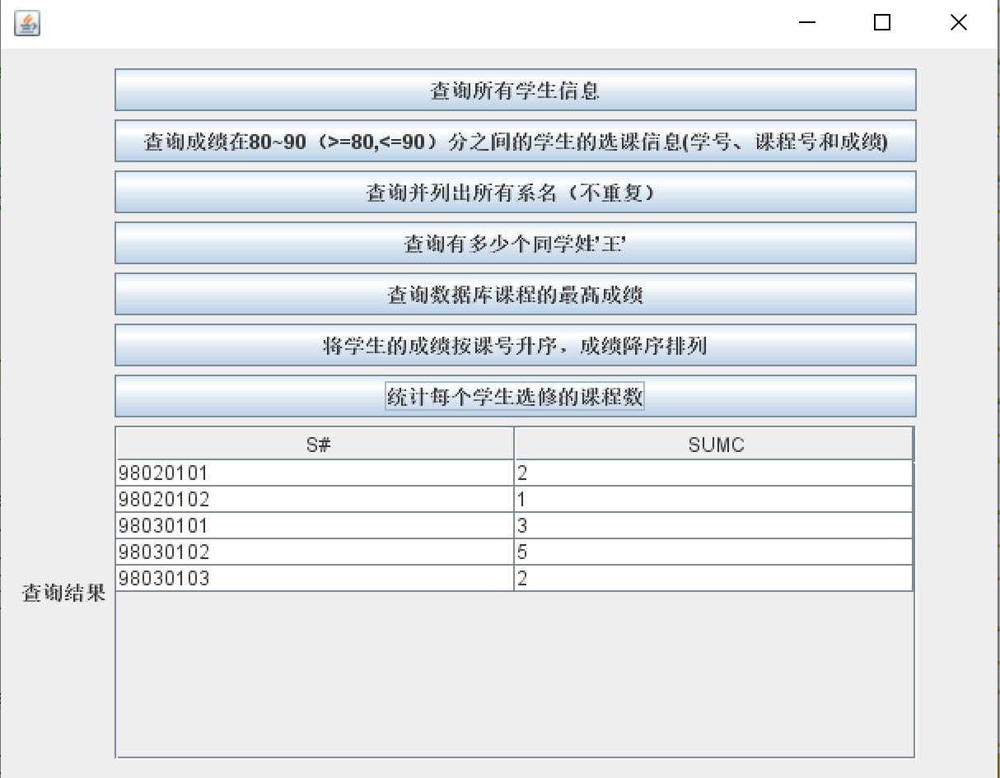 查询所有学生信息
查询成绩在80~90（>=80,<=90）分之间的学生的选课信息(学号、课程号和成绩)
查询并列出所有系名（不重复）
查询有多少个同学姓'王'
查询数据库课程的最高成绩
将学生的成绩按课号升序，成绩降序排列
统计每个学生选修的课程数
S# SUMC
98020101 2
98020102 1
98030101 3
98030102 5
98030103 2
查询结果